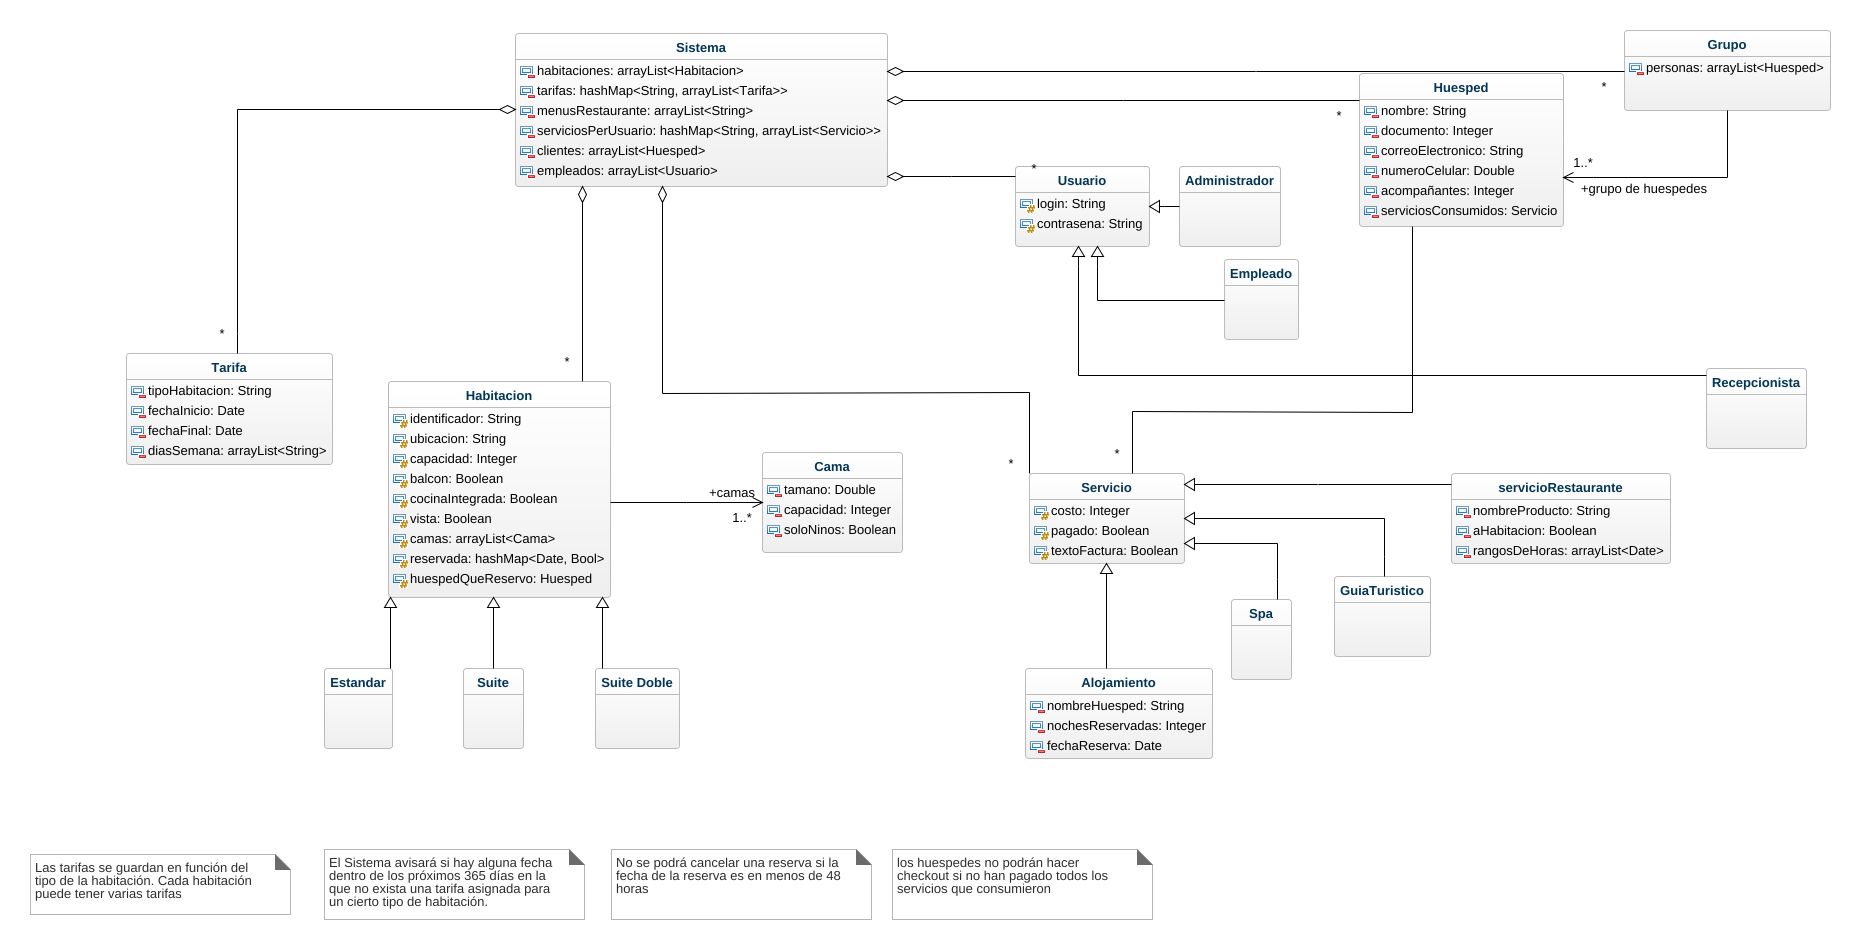 Sistema
habitaciones: arrayList<Habitacion>
tarifas: hashMap<String, arrayList<Tarifa>>
menusRestaurante: arrayList<String>
serviciosPerUsuario: hashMap<String, arrayList<Servicio>>
clientes: arrayList<Huesped>
empleados: arrayList<Usuario>
Grupo
personas: arrayList<Huesped>
*
Huesped
nombre: String
documento: Integer
correoElectronico: String
numeroCelular: Double
acompañantes: Integer
serviciosConsumidos: Servicio
*
1..*
+grupo de huespedes
*
Usuario
login: String
contrasena: String
Administrador
Empleado
Recepcionista
*
Tarifa
tipoHabitacion: String
fechaInicio: Date
fechaFinal: Date
diasSemana: arrayList<String>
*
Habitacion
identificador: String
ubicacion: String
capacidad: Integer
balcon: Boolean
cocinaIntegrada: Boolean
vista: Boolean
camas: arrayList<Cama>
reservada: hashMap<Date, Bool>
huespedQueReservo: Huesped
+camas
1..*
Cama
tamano: Double
capacidad: Integer
soloNinos: Boolean
*
*
Servicio
costo: Integer
pagado: Boolean
textoFactura: Boolean
servicioRestaurante
nombreProducto: String
aHabitacion: Boolean
rangosDeHoras: arrayList<Date>
GuiaTuristico
Spa
Estandar
Suite
Suite Doble
Alojamiento
nombreHuesped: String
nochesReservadas: Integer
fechaReserva: Date
Las tarifas se guardan en función del
tipo de la habitación. Cada habitación
puede tener varias tarifas
El Sistema avisará si hay alguna fecha
dentro de los próximos 365 días en la
que no exista una tarifa asignada para
un cierto tipo de habitación.
No se podrá cancelar una reserva si la
fecha de la reserva es en menos de 48
horas
los huespedes no podrán hacer
checkout si no han pagado todos los
servicios que consumieron